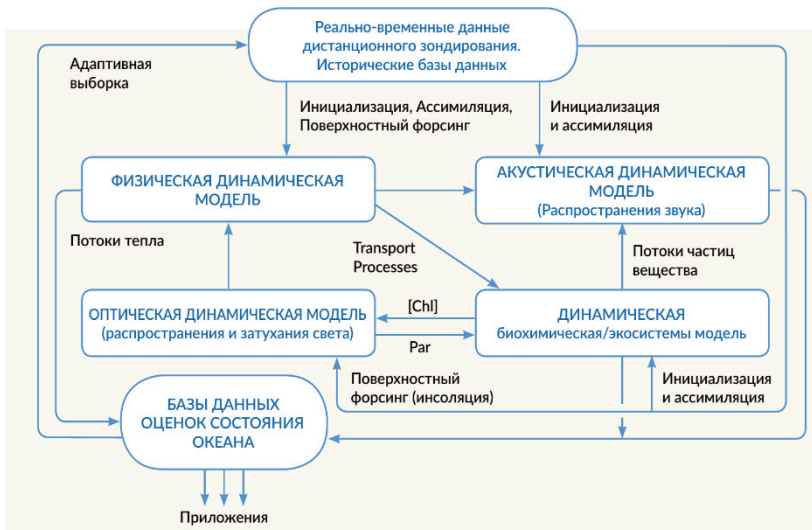 Реально-временные данные
дистанционного зондирования.
Исторические базы данных
Адаптивная
выборка
Инициализация, Ассимиляция,
Поверхностный форсинг
Инициализация
и ассимиляция
ФИЗИЧЕСКАЯ ДИНАМИЧЕСКАЯ
МОДЕЛЬ
АКУСТИЧЕСКАЯ ДИНАМИЧЕСКАЯ
МОДЕЛЬ
(Распространения звука)
Потоки тепла
Transport
Processes
Потоки частиц
вещества
ОПТИЧЕСКАЯ ДИНАМИЧЕСКАЯ МОДЕЛЬ
(распространения и затухания света)
[Chl]
Par
ДИНАМИЧЕСКАЯ
биохимическая/экосистемы модель
Поверхностный
форсинг (инсоляция)
Инициализация
и ассимиляция
БАЗЫ ДАННЫХ
ОЦЕНОК СОСТОЯНИЯ
ОКЕАНА
Приложения